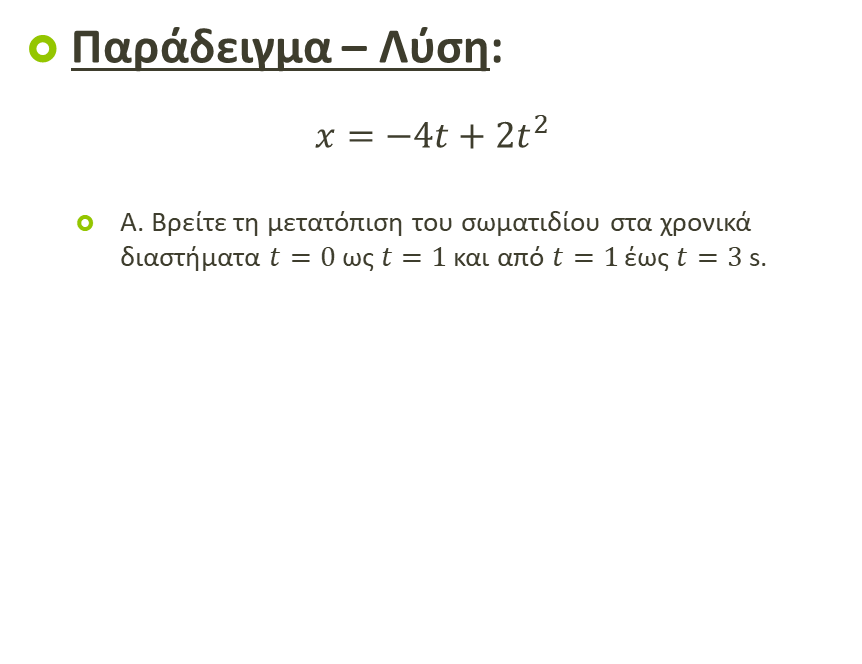 Παράδειγμα – Λύση:
x = −4t + 2t²
Α. Βρείτε τη μετατόπιση του σωματιδίου στα χρονικά
διαστήματα t = 0 ως t = 1 και από t = 1 έως t = 3 s.